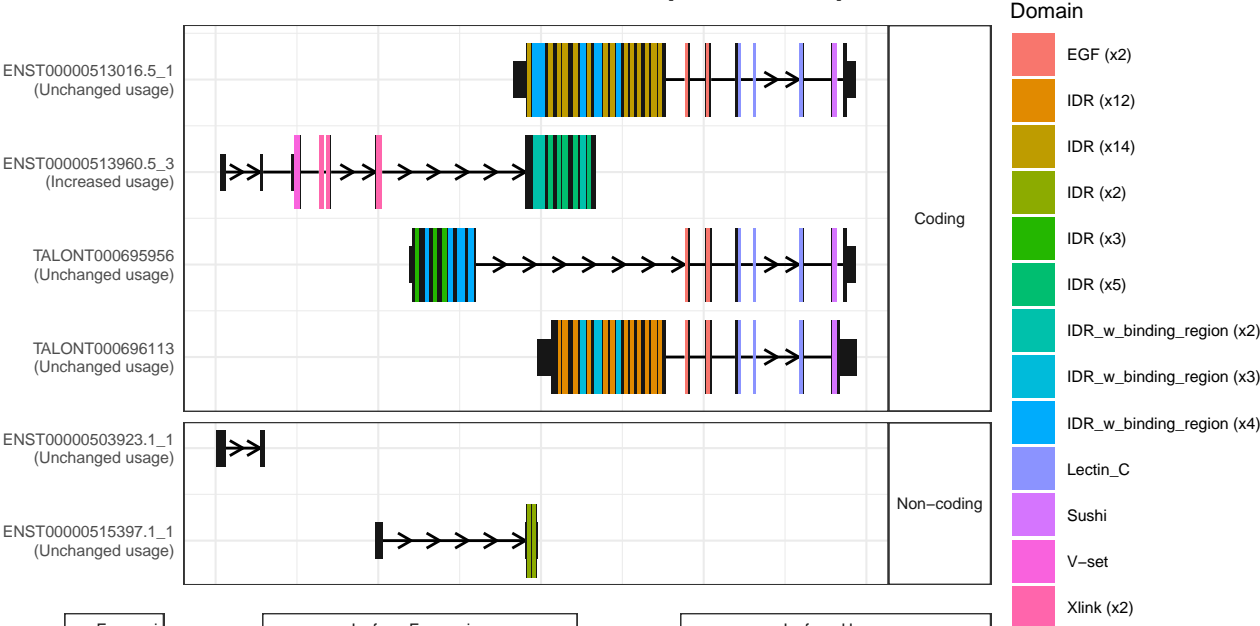 Domain
ENST00000513016.5_1
(Unchanged usage)
ENST00000513960.5_3
(Increased usage)
TALONT000695956
(Unchanged usage)
TALONT000696113
(Unchanged usage)
Coding
ENST00000503923.1_1
(Unchanged usage)
ENST00000515397.1_1
(Unchanged usage)
Non−coding
EGF (x2)
IDR (x12)
IDR (x14)
IDR (x2)
IDR (x3)
IDR (x5)
IDR_w_binding_region (x2)
IDR_w_binding_region (x3)
IDR_w_binding_region (x4)
Lectin_C
Sushi
V−set
Xlink (x2)